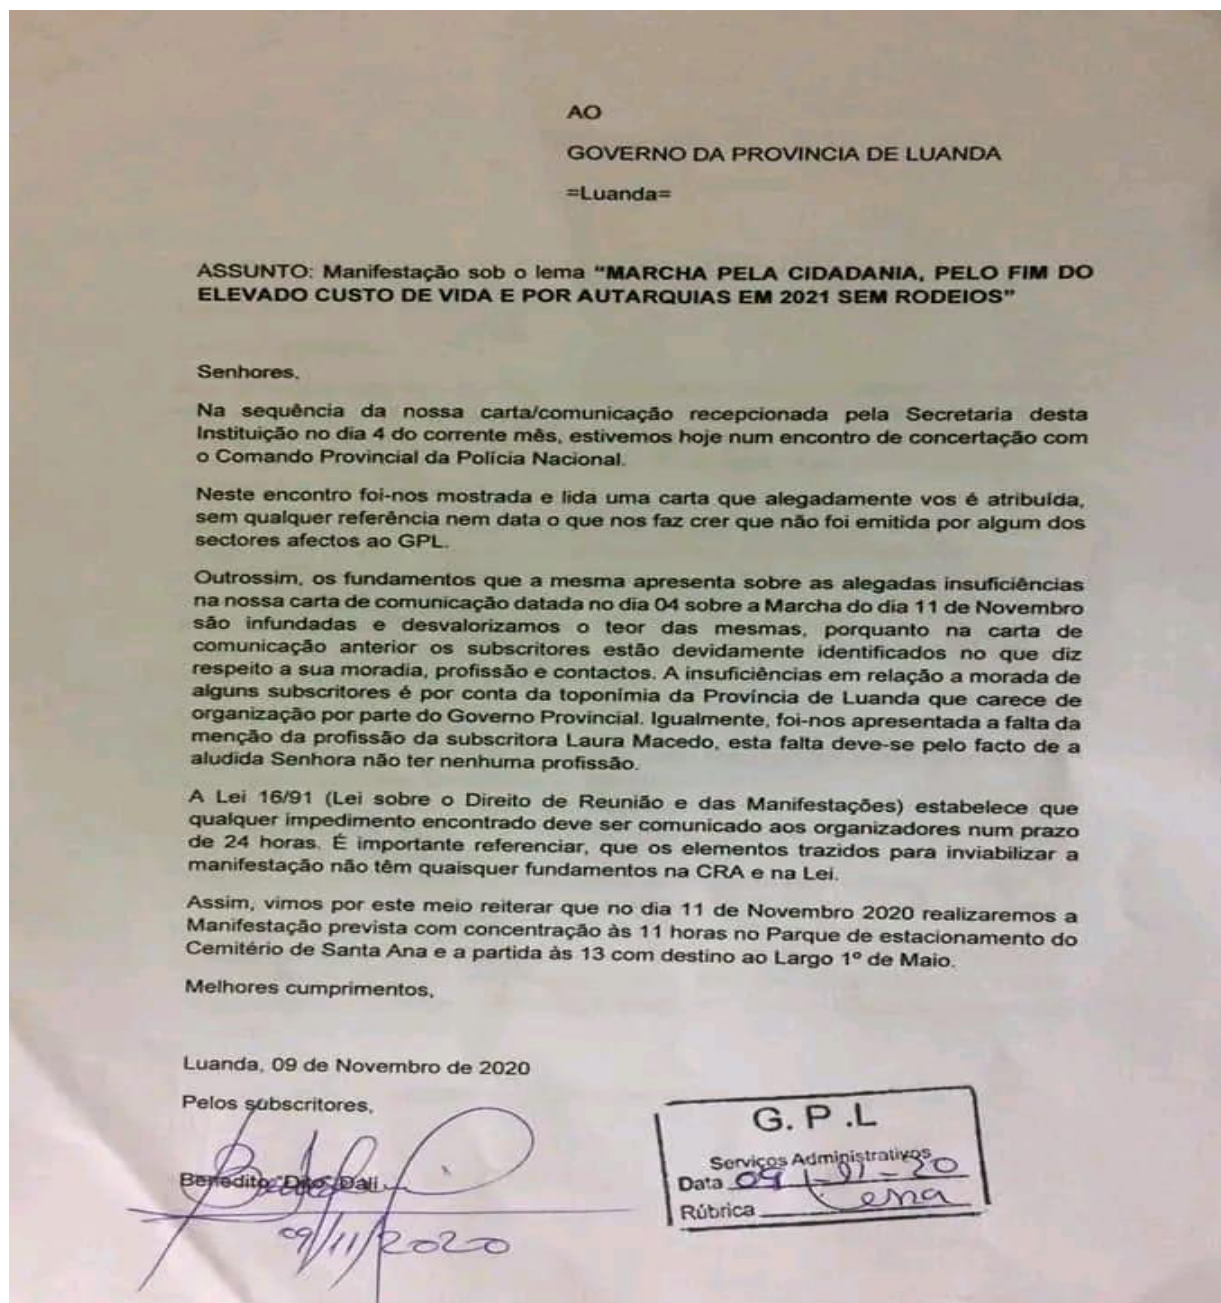 AO
GOVERNO DA PROVINCIA DE LUANDA
=Luanda=
ASSUNTO: Manifestação sob o lema "MARCHA PELA CIDADANIA, PELO FIM DO
ELEVADO CUSTO DE VIDA E POR AUTARQUIAS EM 2021 SEM RODEIOS"
Senhores,
Na sequência da nossa carta/comunicação recepcionada pela Secretaria desta
Instituição no dia 4 do corrente mês, estivemos hoje num encontro de concertação com
o Comando Provincial da Polícia Nacional.
Neste encontro foi-nos mostrada e lida uma carta que alegadamente vos é atribuída,
sem qualquer referência nem data o que nos faz crer que não foi emitida por algum dos
sectores afectos ao GPL.
Outrossim, os fundamentos que a mesma apresenta sobre as alegadas insuficiências
na nossa carta de comunicação datada no dia 04 sobre a Marcha do dia 11 de Novembro
são infundadas e desvalorizamos o teor das mesmas, porquanto na carta de
comunicação anterior os subscritores estão devidamente identificados no que diz
respeito a sua moradia, profissão e contactos. A insuficiências em relação a morada de
alguns subscritores é por conta da toponímia da Província de Luanda que carece de
organização por parte do Governo Provincial. Igualmente, foi-nos apresentada a falta da
menção da profissão da subscritora Laura Macedo, esta falta deve-se pelo facto de a
aludida Senhora não ter nenhuma profissão.
A Lei 16/91 (Lei sobre o Direito de Reunião e das Manifestações) estabelece que
qualquer impedimento encontrado deve ser comunicado aos organizadores num prazo
de 24 horas. É importante referenciar, que os elementos trazidos para inviabilizar a
manifestação não têm quaisquer fundamentos na CRA e na Lei.
Assim, vimos por este meio reiterar que no dia 11 de Novembro 2020 realizaremos a
Manifestação prevista com concentração às 11 horas no Parque de estacionamento do
Cemitério de Santa Ana e a partida às 13 com destino ao Largo 1º de Maio.
Melhores cumprimentos,
Luanda, 09 de Novembro de 2020
Pelos subscritores,
Benedito Dali
09/11/2020
G.P.L
Serviços Administrativos
Data 09-11-20
Rúbrica